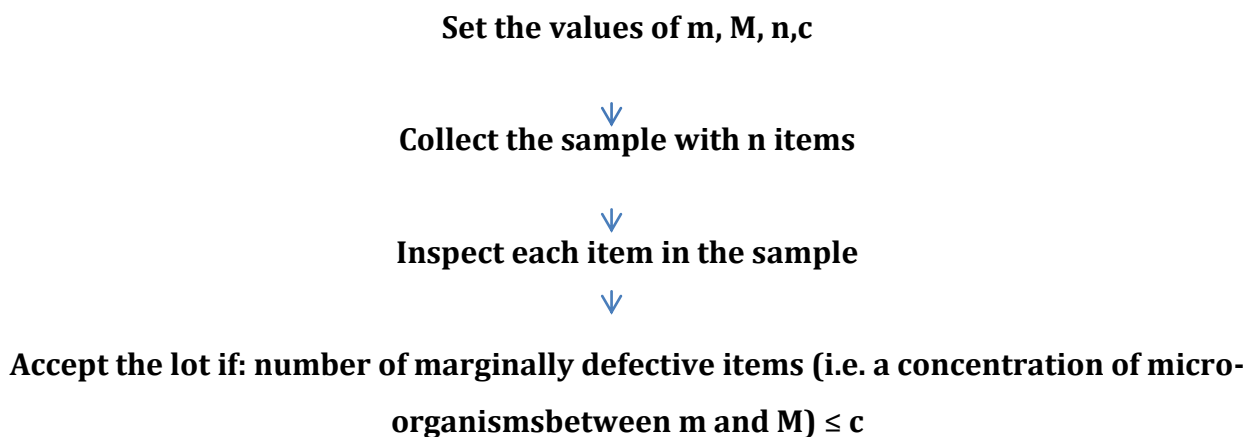 Set the values of m, M, n,c
Collect the sample with n items
Inspect each item in the sample
Accept the lot if: number of marginally defective items (i.e. a concentration of micro-
organismsbetween m and M) ≤ c